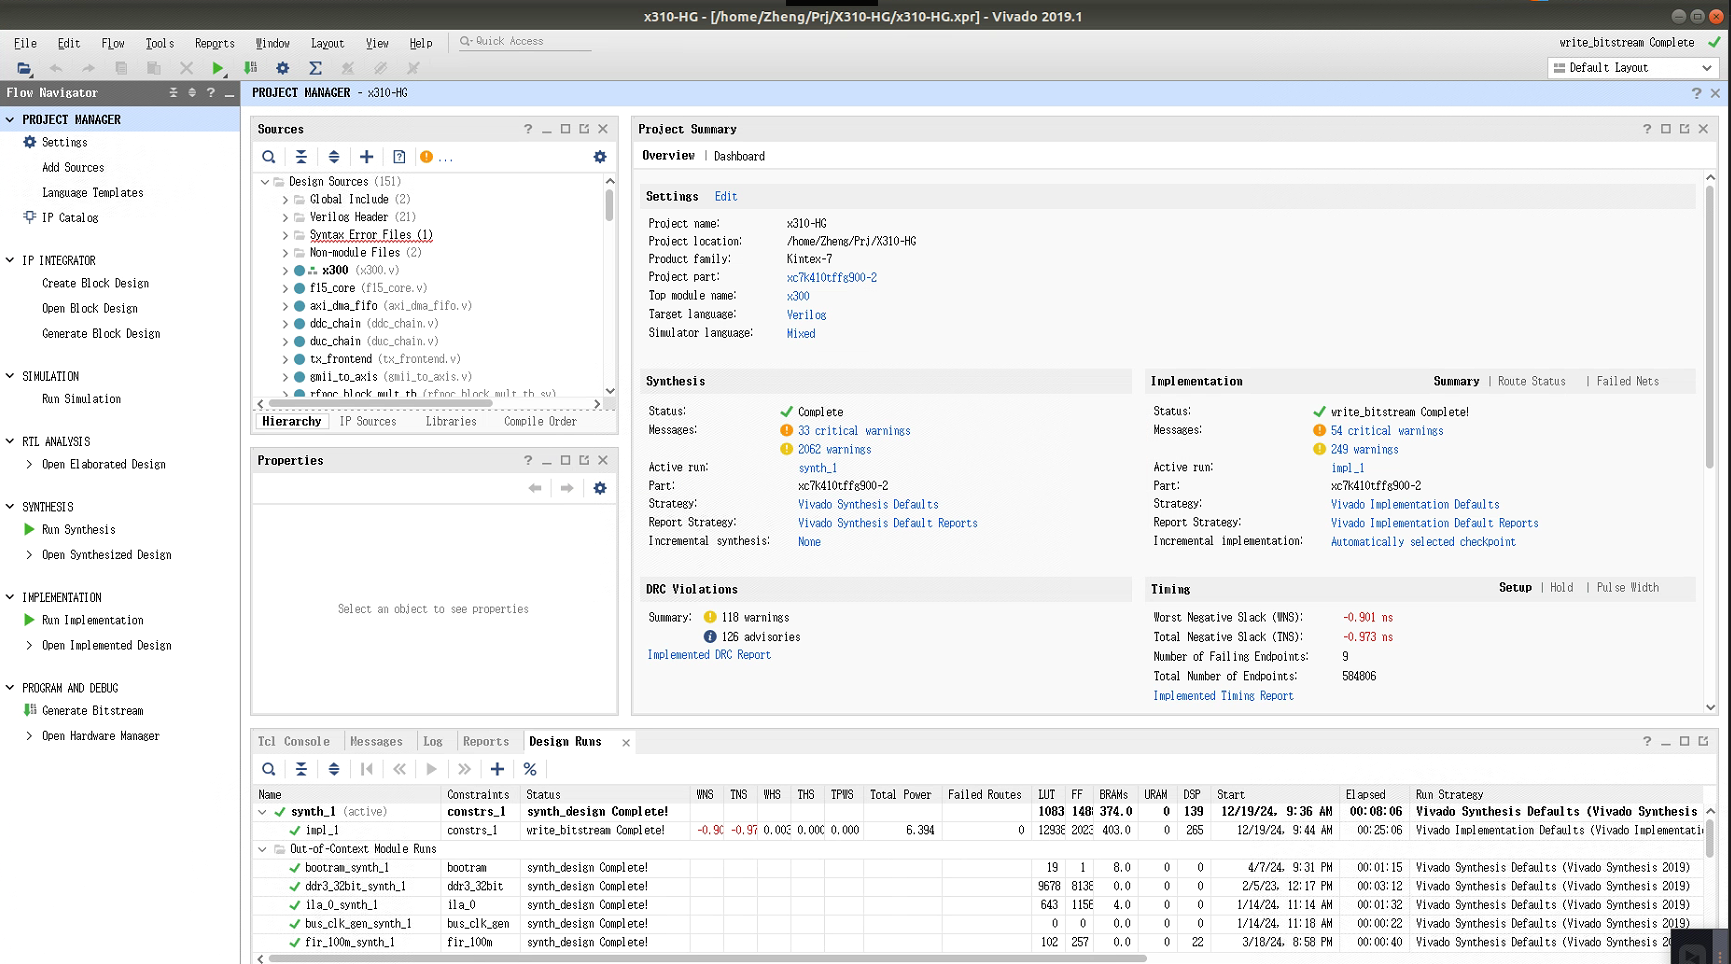 x310-HG - [/home/Zheng/Prj/X310-HG/x310-HG.xpr] - Vivado 2019.1
File Edit Flow Tools Reports Window Layout View Help Quick Access
write_bitstream Complete
Default Layout
Flow Navigator
PROJECT MANAGER - x310-HG
PROJECT MANAGER
Settings
Add Sources
Language Templates
IP Catalog
IP INTEGRATOR
Create Block Design
Open Block Design
Generate Block Design
SIMULATION
Run Simulation
RTL ANALYSIS
Open Elaborated Design
SYNTHESIS
Run Synthesis
Open Synthesized Design
IMPLEMENTATION
Run Implementation
Open Implemented Design
PROGRAM AND DEBUG
Generate Bitstream
Open Hardware Manager
Sources
...
Design Sources (151)
Global Include (2)
Verilog Header (21)
Syntax Error Files (1)
Non-module Files (2)
x300 (x300.v)
f15_core (f15_core.v)
axi_dma_fifo (axi_dma_fifo.v)
ddc_chain (ddc_chain.v)
duc_chain (duc_chain.v)
tx_frontend (tx_frontend.v)
gmii_to_axis (gmii_to_axis.v)
rfnoc_block_mult_tb (rfnoc_block_mult_tb.sv)
Hierarchy IP Sources Libraries Compile Order
Properties
Select an object to see properties
Project Summary
Overview | Dashboard
Settings Edit
Project name: x310-HG
Project location: /home/Zheng/Prj/X310-HG
Product family: Kintex-7
Project part: xc7k410tffg900-2
Top module name: x300
Target language: Verilog
Simulator language: Mixed
Synthesis
Status: Complete
Messages: 33 critical warnings
2062 warnings
Active run: synth_1
Part: xc7k410tffg900-2
Strategy: Vivado Synthesis Defaults
Report Strategy: Vivado Synthesis Default Reports
Incremental synthesis: None
Implementation Summary | Route Status | Failed Nets
Status: write_bitstream Complete!
Messages: 54 critical warnings
249 warnings
Active run: impl_1
Part: xc7k410tffg900-2
Strategy: Vivado Implementation Defaults
Report Strategy: Vivado Implementation Default Reports
Incremental implementation: Automatically selected checkpoint
DRC Violations
Summary: 118 warnings
126 advisories
Implemented DRC Report
Timing Setup | Hold | Pulse Width
Worst Negative Slack (WNS): -0.901 ns
Total Negative Slack (TNS): -0.973 ns
Number of Failing Endpoints: 9
Total Number of Endpoints: 584806
Implemented Timing Report
Tcl Console Messages Log Reports Design Runs
Name Constraints Status WNS TNS WHS THS TPWS Total Power Failed Routes LUT FF BRAMs URAM DSP Start Elapsed Run Strategy
synth_1 (active) constrs_1 synth_design Complete! 1083 148 374.0 0 139 12/19/24, 9:36 AM 00:08:06 Vivado Synthesis Defaults (Vivado Synthesis
impl_1 constrs_1 write_bitstream Complete! -0.90 -0.97 0.003 0.000 0.000 6.394 0 12938 2023 403.0 0 265 12/19/24, 9:44 AM 00:25:06 Vivado Implementation Defaults (Vivado Implementati
Out-of-Context Module Runs
bootram_synth_1 bootram synth_design Complete! 19 1 8.0 0 0 4/7/24, 9:31 PM 00:01:15 Vivado Synthesis Defaults (Vivado Synthesis 2019)
ddr3_32bit_synth_1 ddr3_32bit synth_design Complete! 9678 8138 0.0 0 0 2/5/23, 12:17 PM 00:03:12 Vivado Synthesis Defaults (Vivado Synthesis 2019)
ila_0_synth_1 ila_0 synth_design Complete! 643 1156 4.0 0 0 1/14/24, 11:14 AM 00:01:32 Vivado Synthesis Defaults (Vivado Synthesis 2019)
bus_clk_gen_synth_1 bus_clk_gen synth_design Complete! 0 0 0.0 0 0 1/14/24, 11:18 AM 00:00:22 Vivado Synthesis Defaults (Vivado Synthesis 2019)
fir_100m_synth_1 fir_100m synth_design Complete! 102 257 0.0 0 22 3/18/24, 8:58 PM 00:00:40 Vivado Synthesis Defaults (Vivado Synthesis